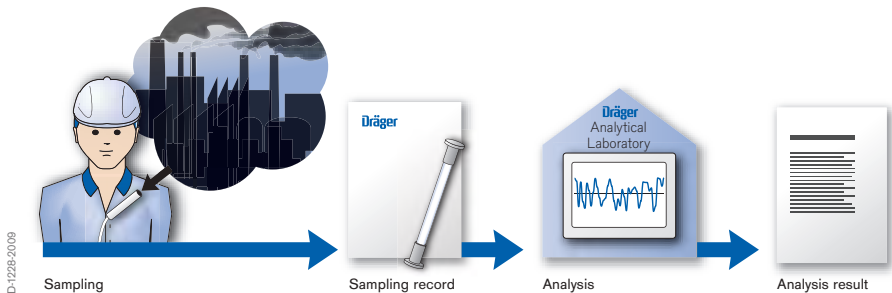 Dräger
Dräger
Analytical
Laboratory
D-1228-2009
Sampling
Sampling record
Analysis
Analysis result